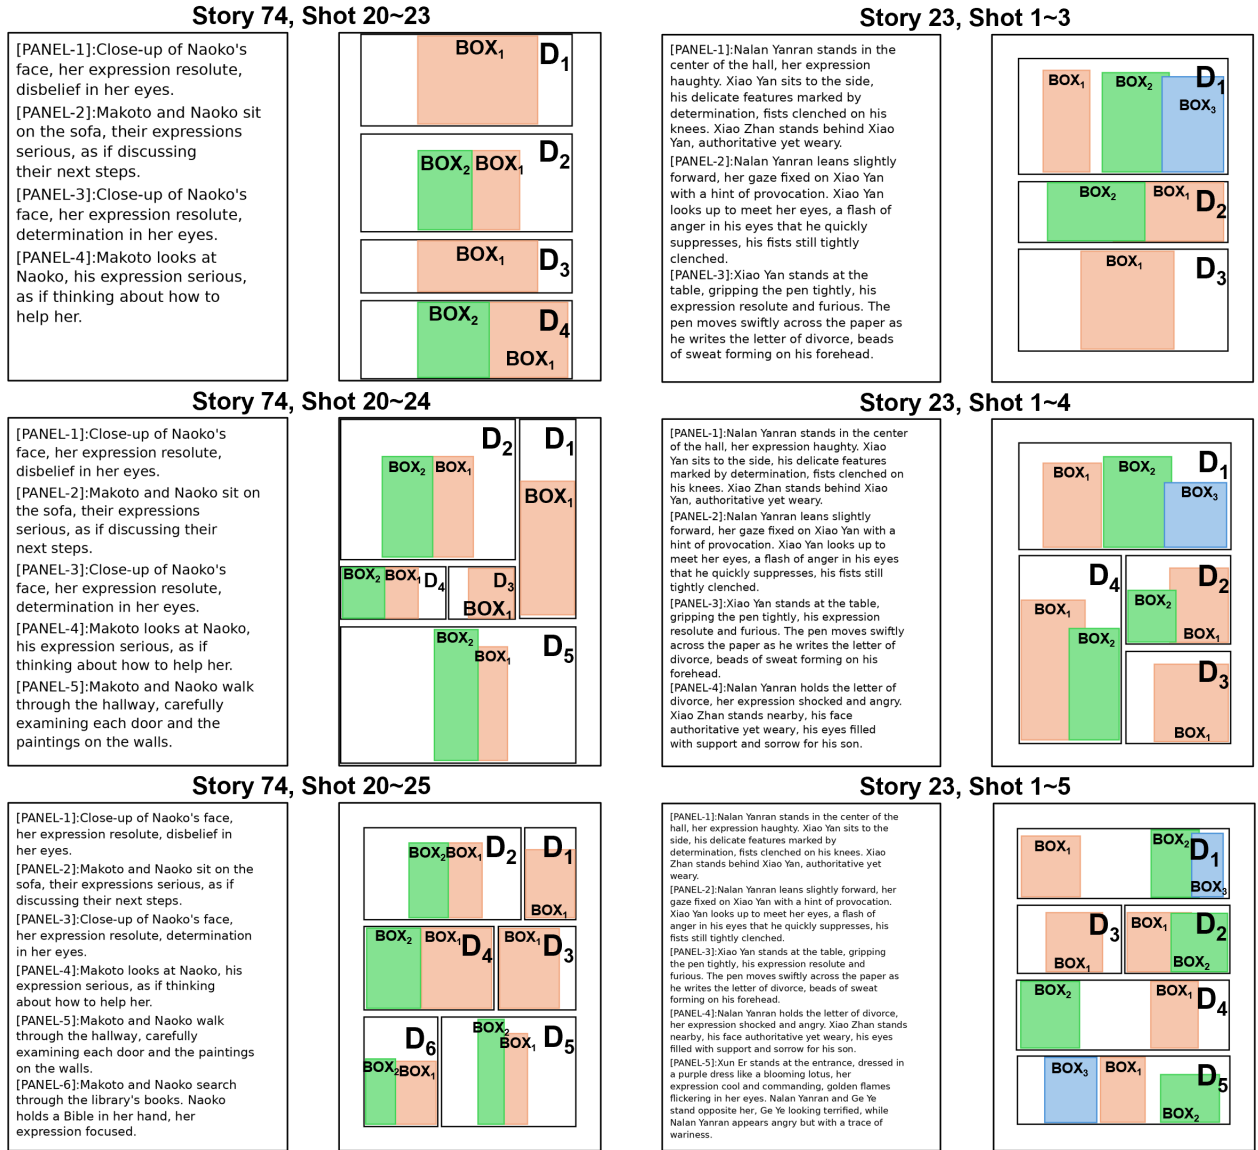 Story 74, Shot 20~23
[PANEL-1]:Close-up of Naoko's
face, her expression resolute,
disbelief in her eyes.
[PANEL-2]:Makoto and Naoko sit
on the sofa, their expressions
serious, as if discussing
their next steps.
[PANEL-3]:Close-up of Naoko's
face, her expression resolute,
determination in her eyes.
[PANEL-4]:Makoto looks at
Naoko, his expression serious,
as if thinking about how to
help her.
BOX1 D1
BOX2 BOX1 D2
BOX1 D3
BOX2 BOX1 D4
Story 23, Shot 1~3
[PANEL-1]:Nalan Yanran stands in the
center of the hall, her expression
haughty. Xiao Yan sits to the side,
his delicate features marked by
determination, fists clenched on his
knees. Xiao Zhan stands behind Xiao
Yan, authoritative yet weary.
[PANEL-2]:Nalan Yanran leans slightly
forward, her gaze fixed on Xiao Yan
with a hint of provocation. Xiao Yan
looks up to meet her eyes, a flash of
anger in his eyes that he quickly
suppresses, his fists still tightly
clenched.
[PANEL-3]:Xiao Yan stands at the
table, gripping the pen tightly, his
expression resolute and furious. The
pen moves swiftly across the paper as
he writes the letter of divorce, beads
of sweat forming on his forehead.
BOX1 BOX2 BOX3 D1
BOX2 BOX1 D2
BOX1 D3
Story 74, Shot 20~24
[PANEL-1]:Close-up of Naoko's
face, her expression resolute,
disbelief in her eyes.
[PANEL-2]:Makoto and Naoko sit on
the sofa, their expressions
serious, as if discussing their
next steps.
[PANEL-3]:Close-up of Naoko's
face, her expression resolute,
determination in her eyes.
[PANEL-4]:Makoto looks at Naoko,
his expression serious, as if
thinking about how to help her.
[PANEL-5]:Makoto and Naoko walk
through the hallway, carefully
examining each door and the
paintings on the walls.
BOX2 BOX1 D2
BOX1 D1
BOX2 BOX1 D4
BOX1 D3
BOX2 BOX1 D5
Story 23, Shot 1~4
[PANEL-1]:Nalan Yanran stands in the center
of the hall, her expression haughty. Xiao
Yan sits to the side, his delicate features
marked by determination, fists clenched on
his knees. Xiao Zhan stands behind Xiao
Yan, authoritative yet weary.
[PANEL-2]:Nalan Yanran leans slightly
forward, her gaze fixed on Xiao Yan with a
hint of provocation. Xiao Yan looks up to
meet her eyes, a flash of anger in his eyes
that he quickly suppresses, his fists still
tightly clenched.
[PANEL-3]:Xiao Yan stands at the table,
gripping the pen tightly, his expression
resolute and furious. The pen moves swiftly
across the paper as he writes the letter of
divorce, beads of sweat forming on his
forehead.
[PANEL-4]:Nalan Yanran holds the letter of
divorce, her expression shocked and angry.
Xiao Zhan stands nearby, his face
authoritative yet weary, his eyes filled
with support and sorrow for his son.
BOX1 BOX2 BOX3 D1
BOX1 BOX2 D4
BOX2 BOX1 D2
BOX1 D3
Story 74, Shot 20~25
[PANEL-1]:Close-up of Naoko's face,
her expression resolute, disbelief in
her eyes.
[PANEL-2]:Makoto and Naoko sit on the
sofa, their expressions serious, as if
discussing their next steps.
[PANEL-3]:Close-up of Naoko's face,
her expression resolute, determination
in her eyes.
[PANEL-4]:Makoto looks at Naoko, his
expression serious, as if thinking
about how to help her.
[PANEL-5]:Makoto and Naoko walk
through the hallway, carefully
examining each door and the paintings
on the walls.
[PANEL-6]:Makoto and Naoko search
through the library's books. Naoko
holds a Bible in her hand, her
expression focused.
BOX2 BOX1 D2
BOX1 D1
BOX2 BOX1 D4
BOX1 D3
BOX2 BOX1 D6
BOX2 BOX1 D5
Story 23, Shot 1~5
[PANEL-1]:Nalan Yanran stands in the center of the
hall, her expression haughty. Xiao Yan sits to the
side, his delicate features marked by
determination, fists clenched on his knees. Xiao
Zhan stands behind Xiao Yan, authoritative yet
weary.
[PANEL-2]:Nalan Yanran leans slightly forward, her
gaze fixed on Xiao Yan with a hint of provocation.
Xiao Yan looks up to meet her eyes, a flash of
anger in his eyes that he quickly suppresses, his
fists still tightly clenched.
[PANEL-3]:Xiao Yan stands at the table, gripping
the pen tightly, his expression resolute and
furious. The pen moves swiftly across the paper as
he writes the letter of divorce, beads of sweat
forming on his forehead.
[PANEL-4]:Nalan Yanran holds the letter of divorce,
her expression shocked and angry. Xiao Zhan stands
nearby, his face authoritative yet weary, his eyes
filled with support and sorrow for his son.
[PANEL-5]:Xun Er stands at the entrance, dressed in
a purple dress like a blooming lotus, her
expression cool and commanding, golden flames
flickering in her eyes. Nalan Yanran and Ge Ye
stand opposite her, Ge Ye looking terrified, while
Nalan Yanran appears angry but with a trace of
wariness.
BOX1 BOX2 BOX3 D1
BOX1 D3
BOX1 BOX2 D2
BOX2 BOX1 D4
BOX3 BOX1 BOX2 D5